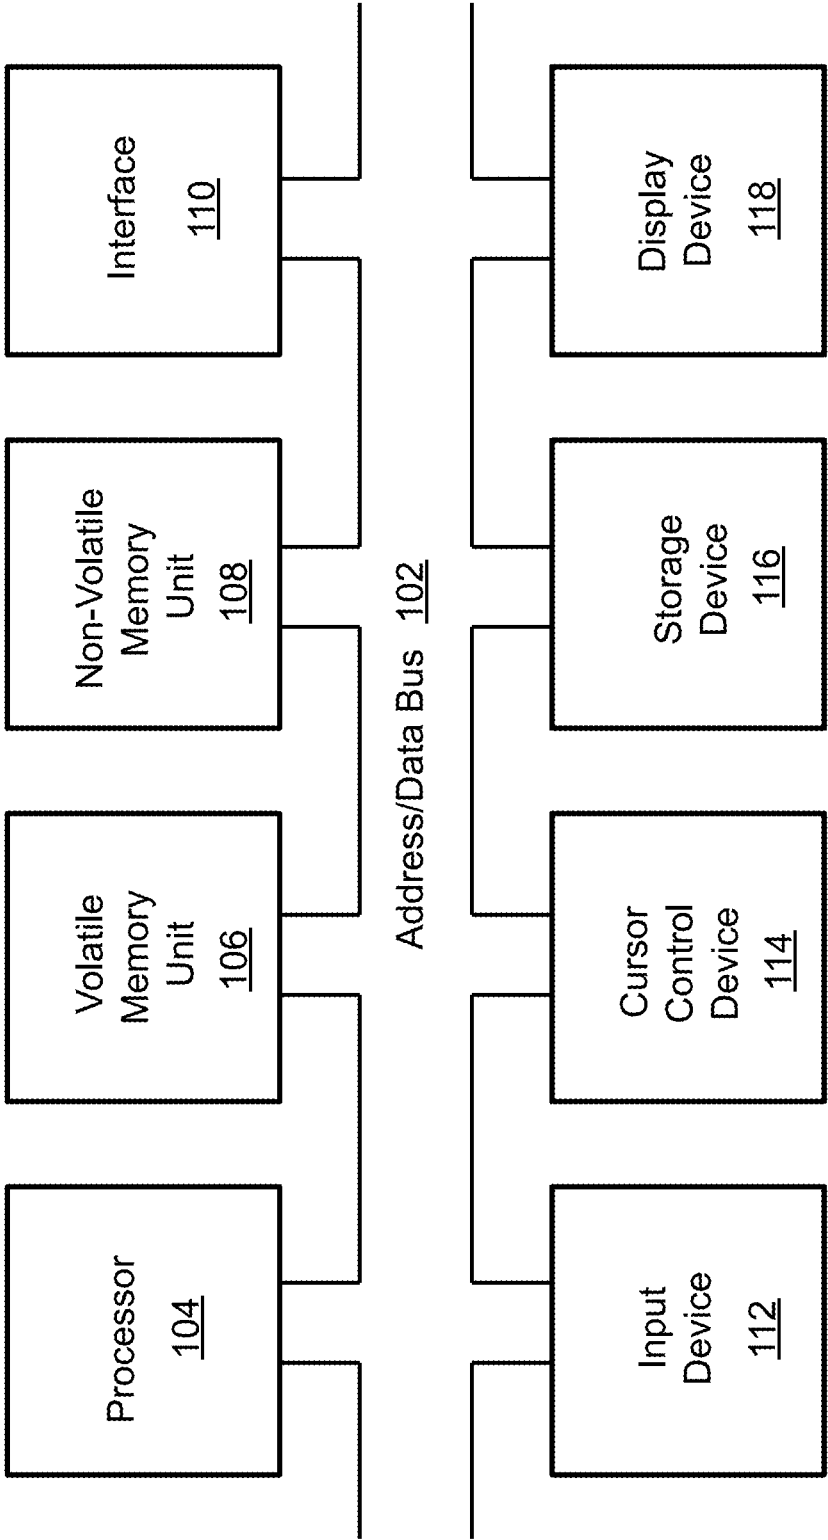 Processor
104
Volatile
Memory
Unit
106
Non-Volatile
Memory
Unit
108
Interface
110
Address/Data Bus 102
Input
Device
112
Cursor
Control
Device
114
Storage
Device
116
Display
Device
118